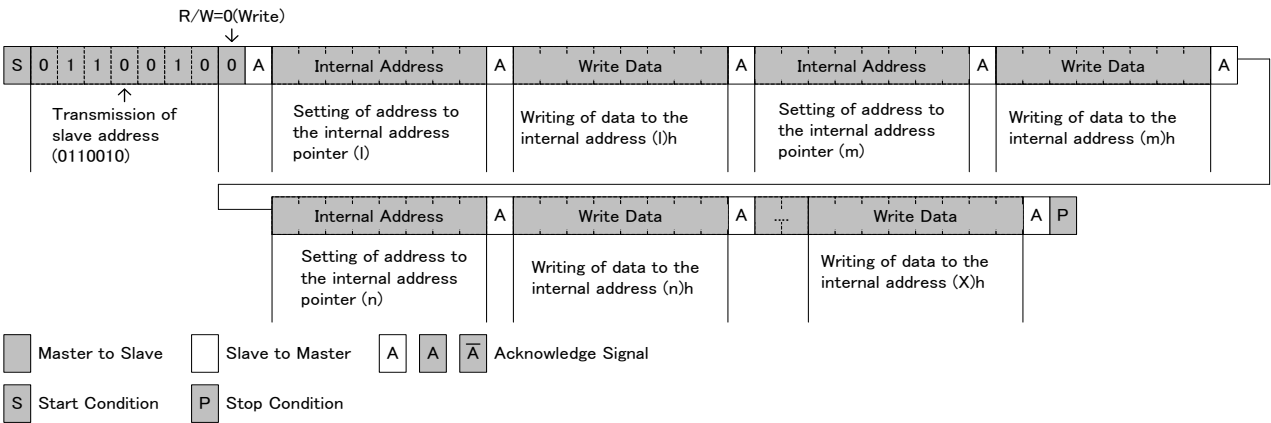 R/W=0(Write)
↓
S 0 1 1 0 0 1 0 0 A Internal Address A Write Data A Internal Address A Write Data A
↑
Transmission of
slave address
(0110010)
Setting of address to
the internal address
pointer (l)
Writing of data to the
internal address (l)h
Setting of address to
the internal address
pointer (m)
Writing of data to the
internal address (m)h
Internal Address A Write Data A .... Write Data A P
Setting of address to
the internal address
pointer (n)
Writing of data to the
internal address (n)h
Writing of data to the
internal address (X)h
Master to Slave Slave to Master A A A̅ Acknowledge Signal
S Start Condition P Stop Condition